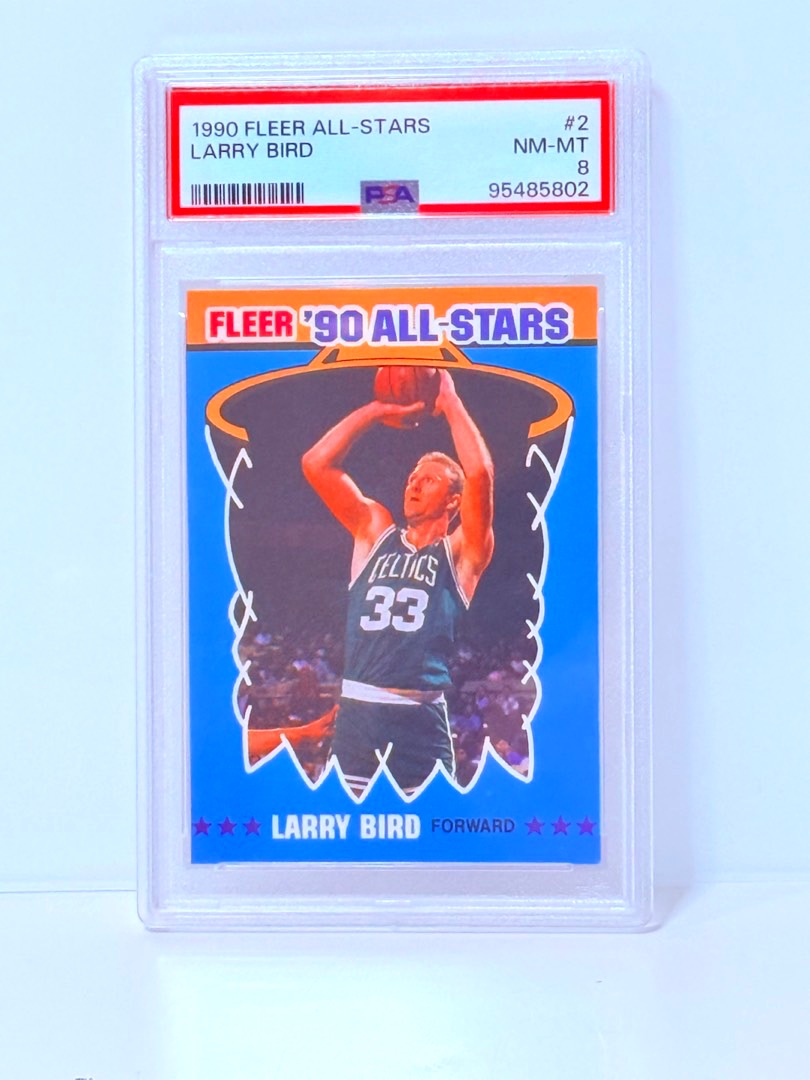 1990 FLEER ALL-STARS #2
LARRY BIRD NM-MT
8
PSA 95485802
FLEER '90 ALL-STARS
CELTICS
33
LARRY BIRD FORWARD